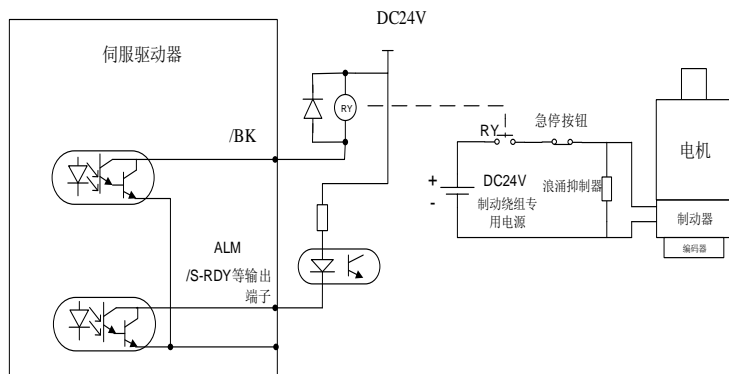 DC24V
伺服驱动器
RY
/BK
RY
急停按钮
电机
+
-
DC24V
制动绕组专
用电源
浪涌抑制器
制动器
编码器
ALM
/S-RDY等输出
端子